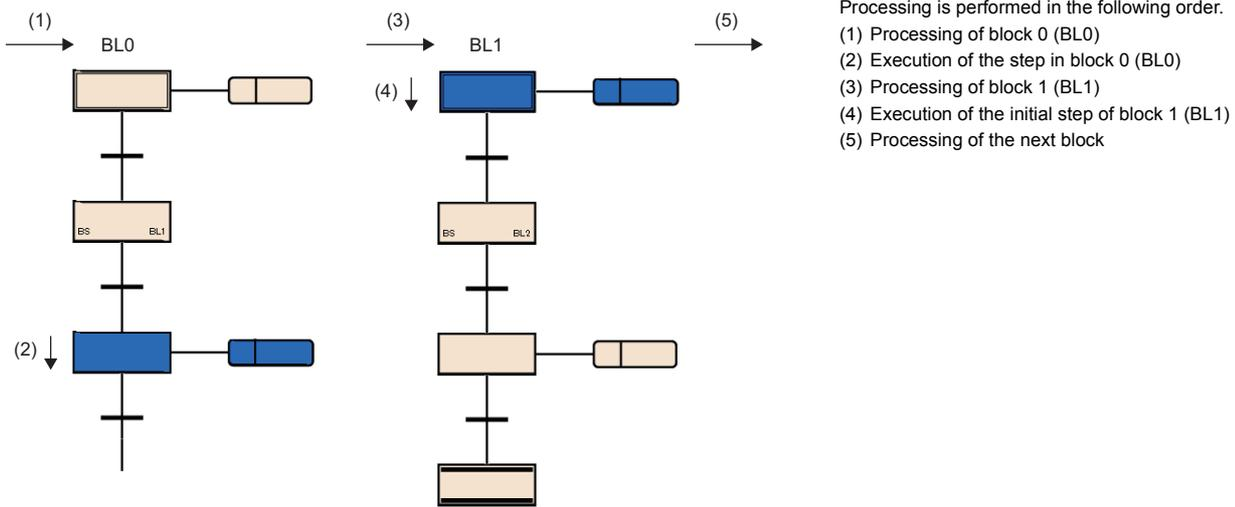 (1)
BL0
BS BL1
(2)
(3)
BL1
(4)
BS BL2
(5)
Processing is performed in the following order.
(1) Processing of block 0 (BL0)
(2) Execution of the step in block 0 (BL0)
(3) Processing of block 1 (BL1)
(4) Execution of the initial step of block 1 (BL1)
(5) Processing of the next block